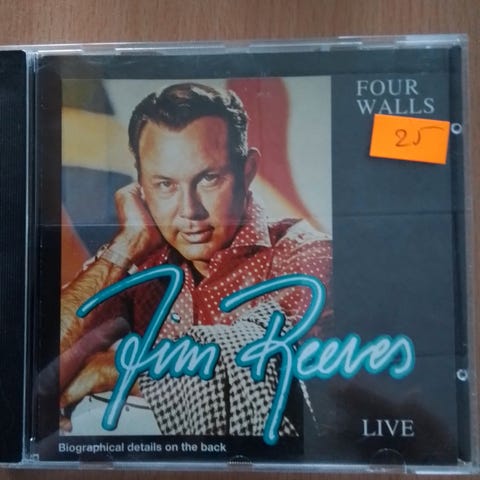 FOUR
WALLS
25
Jim Reeves
LIVE
Biographical details on the back